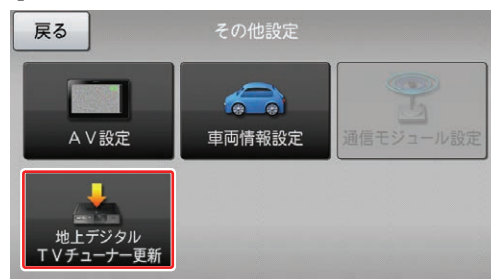 戻る
その他設定
AV設定
車両情報設定
通信モジュール設定
地上デジタル
TVチューナー更新